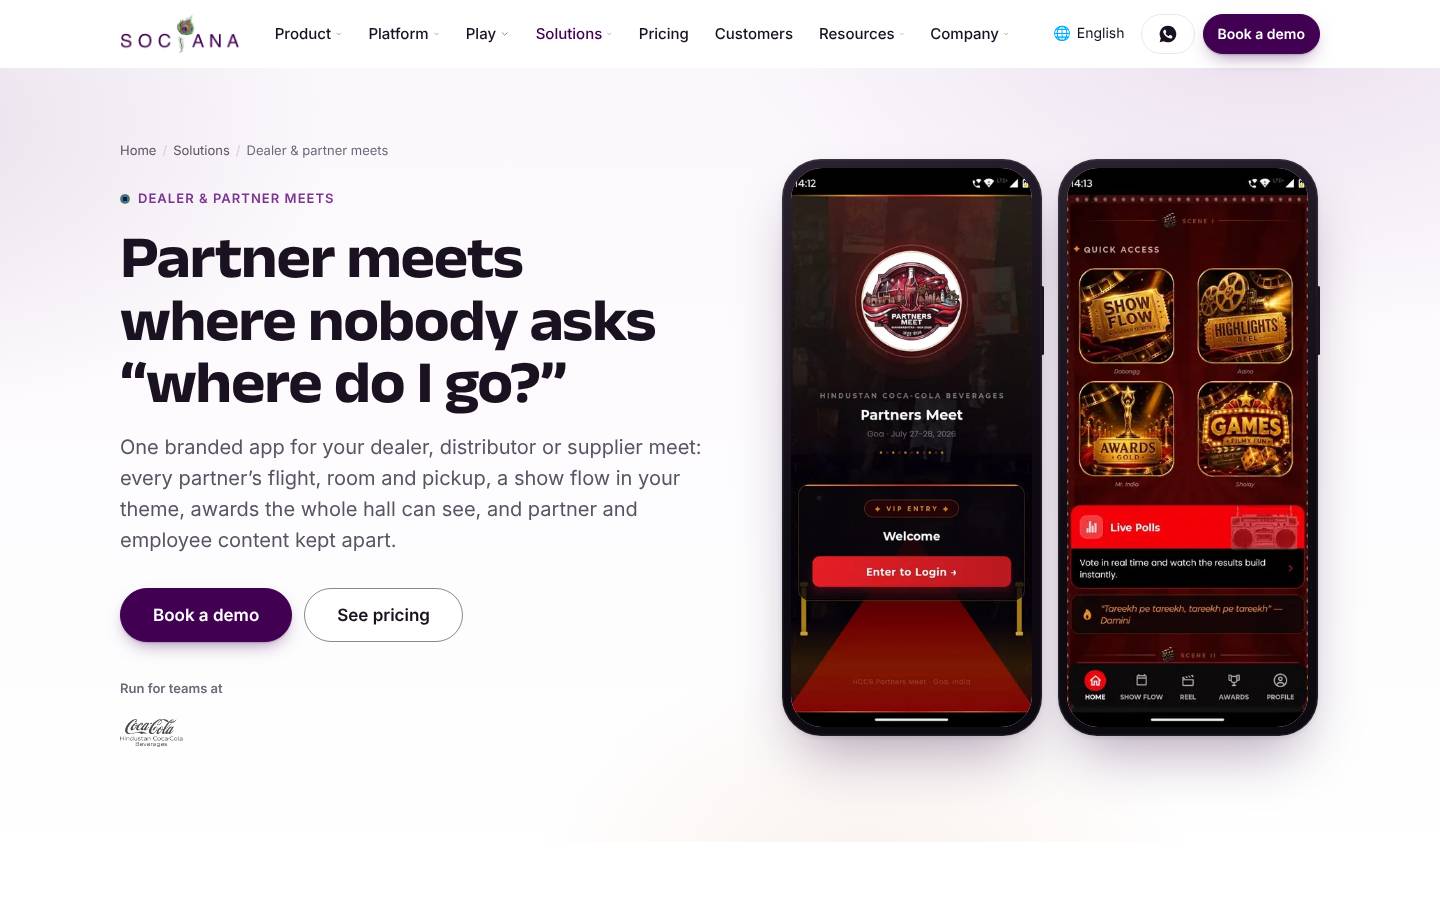 SOCIANA
Product
Platform
Play
Solutions
Pricing
Customers
Resources
Company
English
Book a demo
Home / Solutions / Dealer & partner meets
DEALER & PARTNER MEETS
Partner meets
where nobody asks
“where do I go?”
One branded app for your dealer, distributor or supplier meet:
every partner’s flight, room and pickup, a show flow in your
theme, awards the whole hall can see, and partner and
employee content kept apart.
Book a demo
See pricing
Run for teams at
Coca-Cola
Hindustan Coca-Cola
Beverages
14:12
PARTNERS
MEET
HINDUSTAN COCA-COLA BEVERAGES
Partners Meet
Goa · July 27–28, 2026
VIP ENTRY
Welcome
Enter to Login →
HCCB Partners Meet · Goa, India
14:13
SCENE I
QUICK ACCESS
SHOW
FLOW
HIGHLIGHTS
REEL
Dabangg
Aaina
AWARDS
GOLD
GAMES
FILMY FUN
Mr. India
Sholay
Live Polls
Vote in real time and watch the results build
instantly.
“Tareekh pe tareekh, tareekh pe tareekh” —
Damini
SCENE II
HOME
SHOW FLOW
REEL
AWARDS
PROFILE